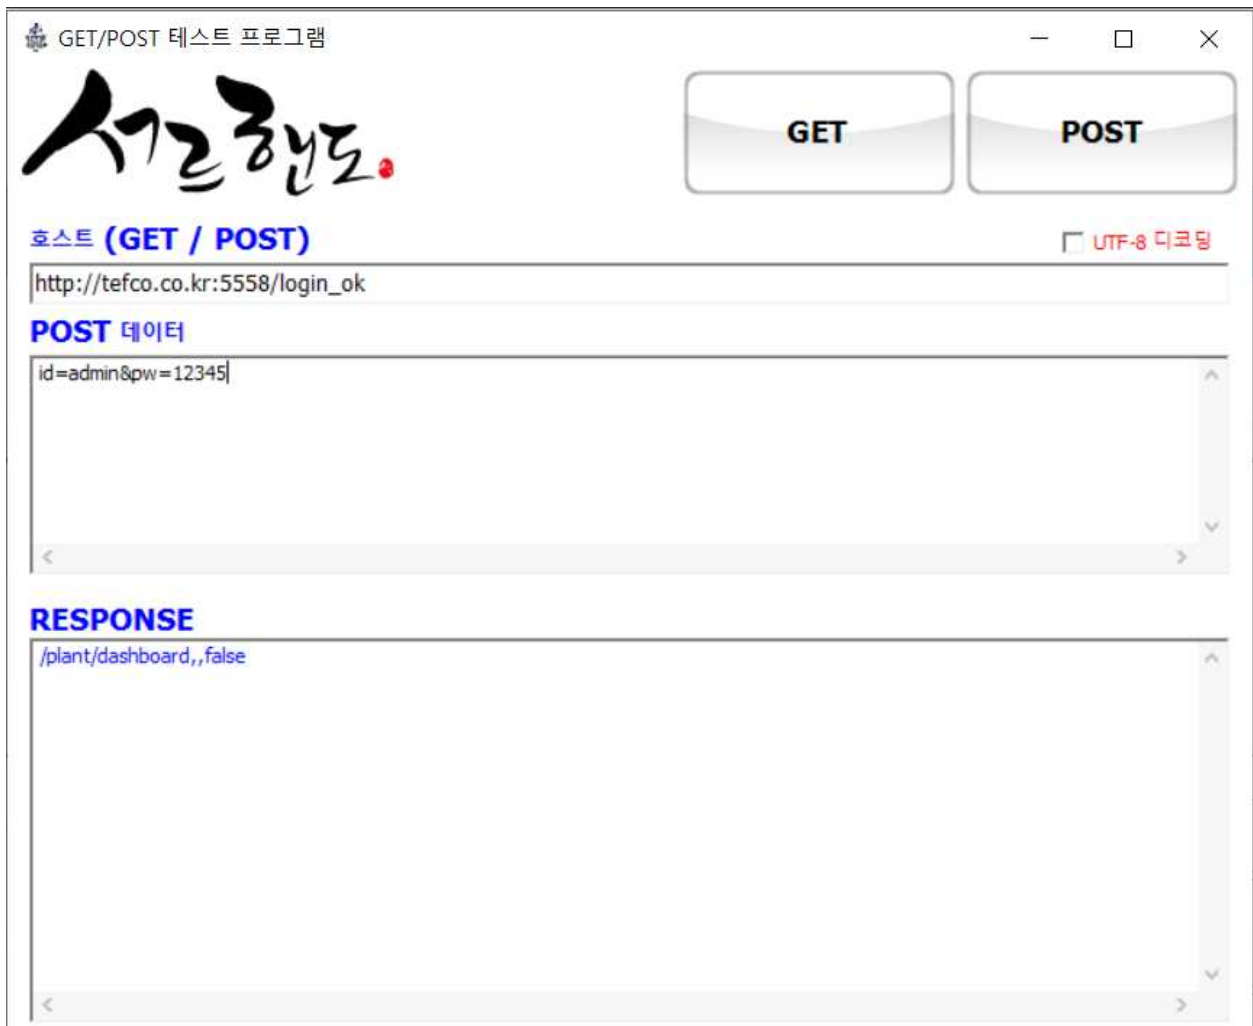 GET/POST 테스트 프로그램
서르핸도.
GET
POST
호스트 (GET / POST)
UTF-8 디코딩
http://tefco.co.kr:5558/login_ok
POST 데이터
id=admin&pw=12345
RESPONSE
/plant/dashboard,,false